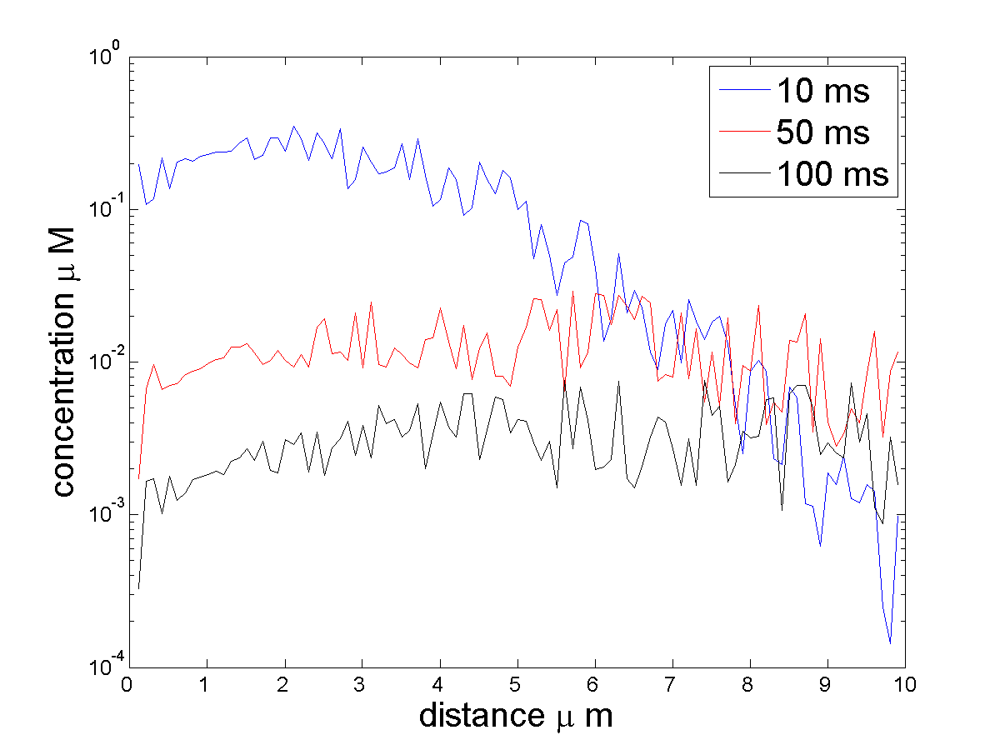 10^0
10^-1
10^-2
10^-3
10^-4
concentration μ M
10 ms
50 ms
100 ms
0 1 2 3 4 5 6 7 8 9 10
distance μ m